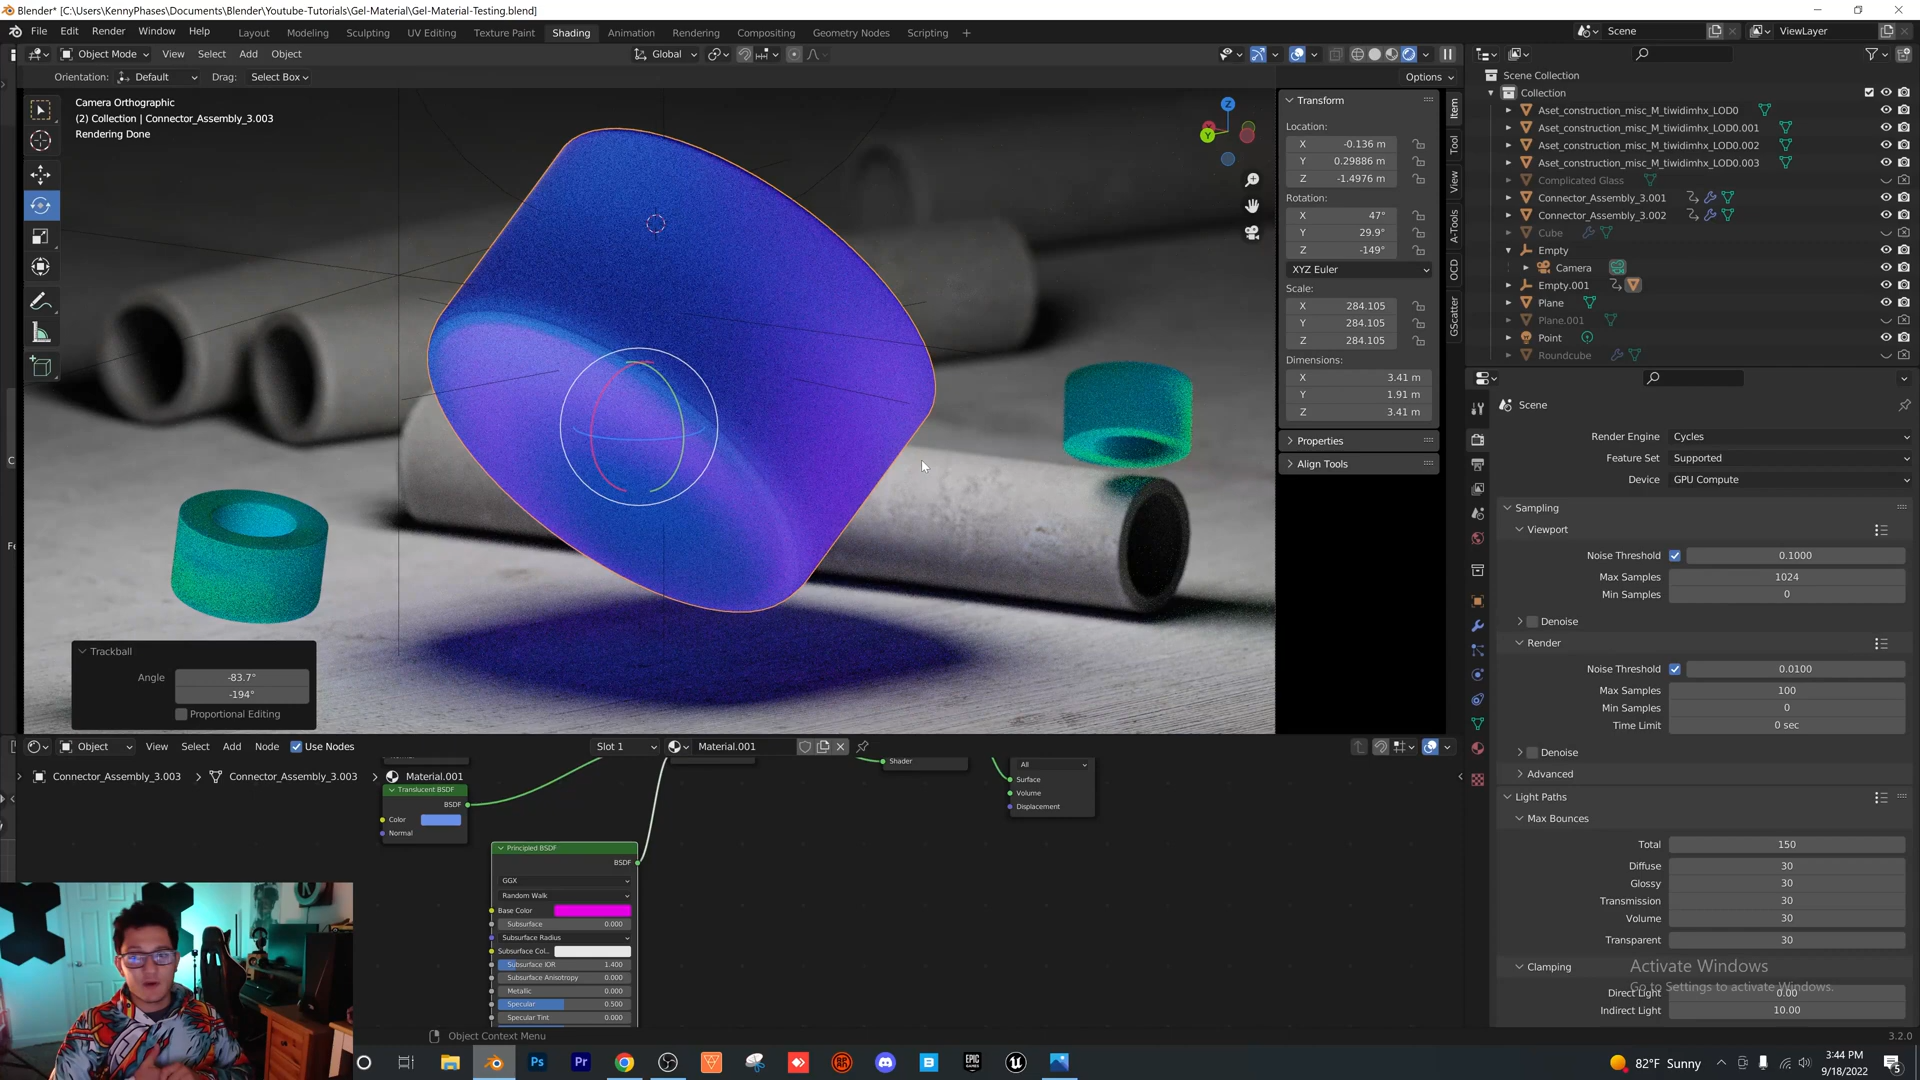 Blender* [C:\Users\KennyPhases\Documents\Blender\Youtube-Tutorials\Gel-Material\Gel-Material-Testing.blend]
File Edit Render Window Help Layout Modeling Sculpting UV Editing Texture Paint Shading Animation Rendering Compositing Geometry Nodes Scripting + Scene ViewLayer
Object Mode View Select Add Object Global
Orientation: Default Drag: Select Box Options
Camera Orthographic
(2) Collection | Connector_Assembly_3.003
Rendering Done
Z
Y
Trackball
Angle -83.7°
-194°
Proportional Editing
Transform
Location:
X -0.136 m
Y 0.29886 m
Z -1.4976 m
Rotation:
X 47°
Y 29.9°
Z -149°
XYZ Euler
Scale:
X 284.105
Y 284.105
Z 284.105
Dimensions:
X 3.41 m
Y 1.91 m
Z 3.41 m
Properties
Align Tools
Item
Tool
View
A-Tools
OCD
GScatter
Scene Collection
Collection
Aset_construction_misc_M_tiwidimhx_LOD0
Aset_construction_misc_M_tiwidimhx_LOD0.001
Aset_construction_misc_M_tiwidimhx_LOD0.002
Aset_construction_misc_M_tiwidimhx_LOD0.003
Complicated Glass
Connector_Assembly_3.001
Connector_Assembly_3.002
Cube
Empty
Camera
Empty.001
Plane
Plane.001
Point
Roundcube
Scene
Render Engine Cycles
Feature Set Supported
Device GPU Compute
Sampling
Viewport
Noise Threshold 0.1000
Max Samples 1024
Min Samples 0
Denoise
Render
Noise Threshold 0.0100
Max Samples 100
Min Samples 0
Time Limit 0 sec
Denoise
Advanced
Light Paths
Max Bounces
Total 150
Diffuse 30
Glossy 30
Transmission 30
Volume 30
Transparent 30
Clamping
Direct Light 0.00
Indirect Light 10.00
Activate Windows
Go to Settings to activate Windows.
3.2.0
Object View Select Add Node Use Nodes Slot 1 Material.001
Connector_Assembly_3.003 > Connector_Assembly_3.003 > Material.001
Translucent BSDF
BSDF
Color
Normal
Shader
All
Surface
Volume
Displacement
Principled BSDF
BSDF
GGX
Random Walk
Base Color
Subsurface 0.000
Subsurface Radius
Subsurface Col..
Subsurface IOR 1.400
Subsurface Anisotropy 0.000
Metallic 0.000
Specular 0.500
Specular Tint 0.000
Object Context Menu
Ps Pr B EPIC GAMES
82°F Sunny
3:44 PM
9/18/2022
5